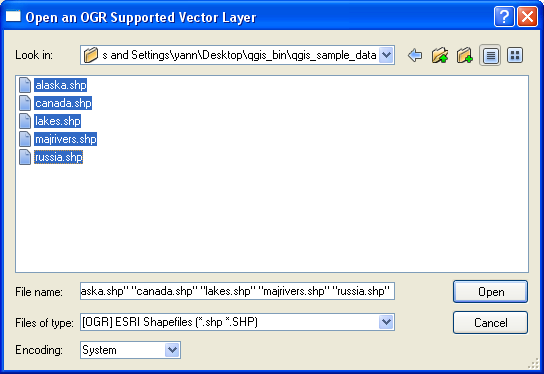 Open an OGR Supported Vector Layer
Look in: s and Settings\yann\Desktop\qgis_bin\qgis_sample_data
alaska.shp
canada.shp
lakes.shp
majrivers.shp
russia.shp
File name: aska.shp" "canada.shp" "lakes.shp" "majrivers.shp" "russia.shp" Open
Files of type: [OGR] ESRI Shapefiles (*.shp *.SHP) Cancel
Encoding: System